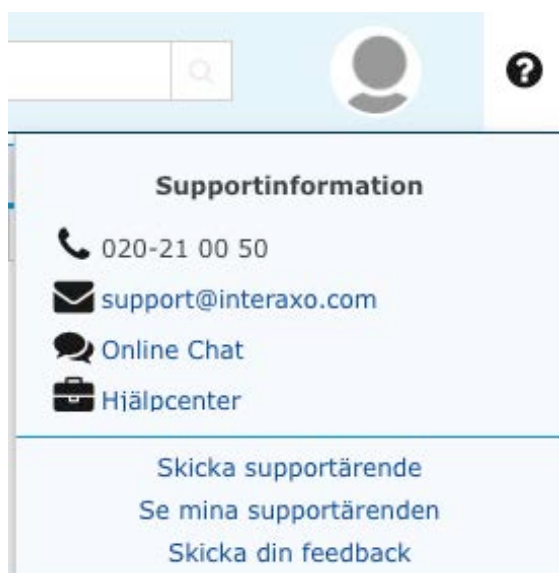 Supportinformation
020-21 00 50
support@interaxo.com
Online Chat
Hjälpcenter
Skicka supportärende
Se mina supportärenden
Skicka din feedback